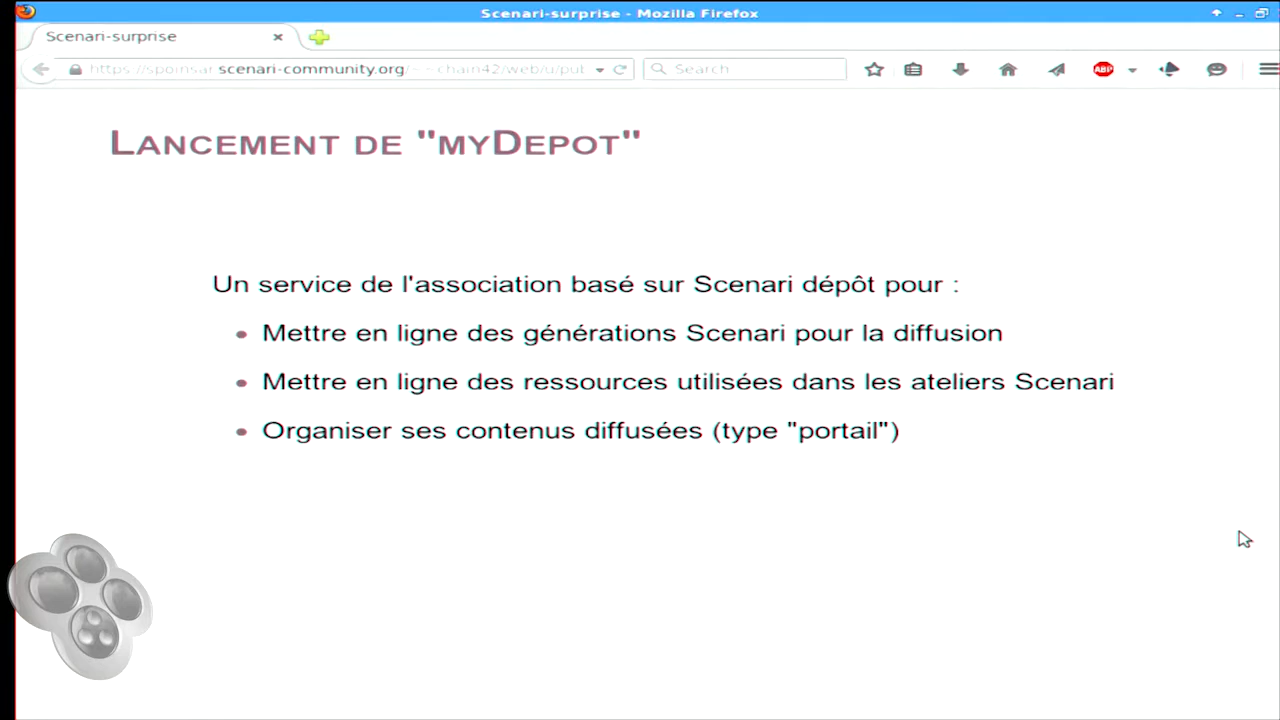 Scenari-surprise - Mozilla Firefox
Scenari-surprise
scenari-community.org
Search
ABP
LANCEMENT DE "MYDEPOT"
Un service de l'association basé sur Scenari dépôt pour :
Mettre en ligne des générations Scenari pour la diffusion
Mettre en ligne des ressources utilisées dans les ateliers Scenari
Organiser ses contenus diffusées (type "portail")